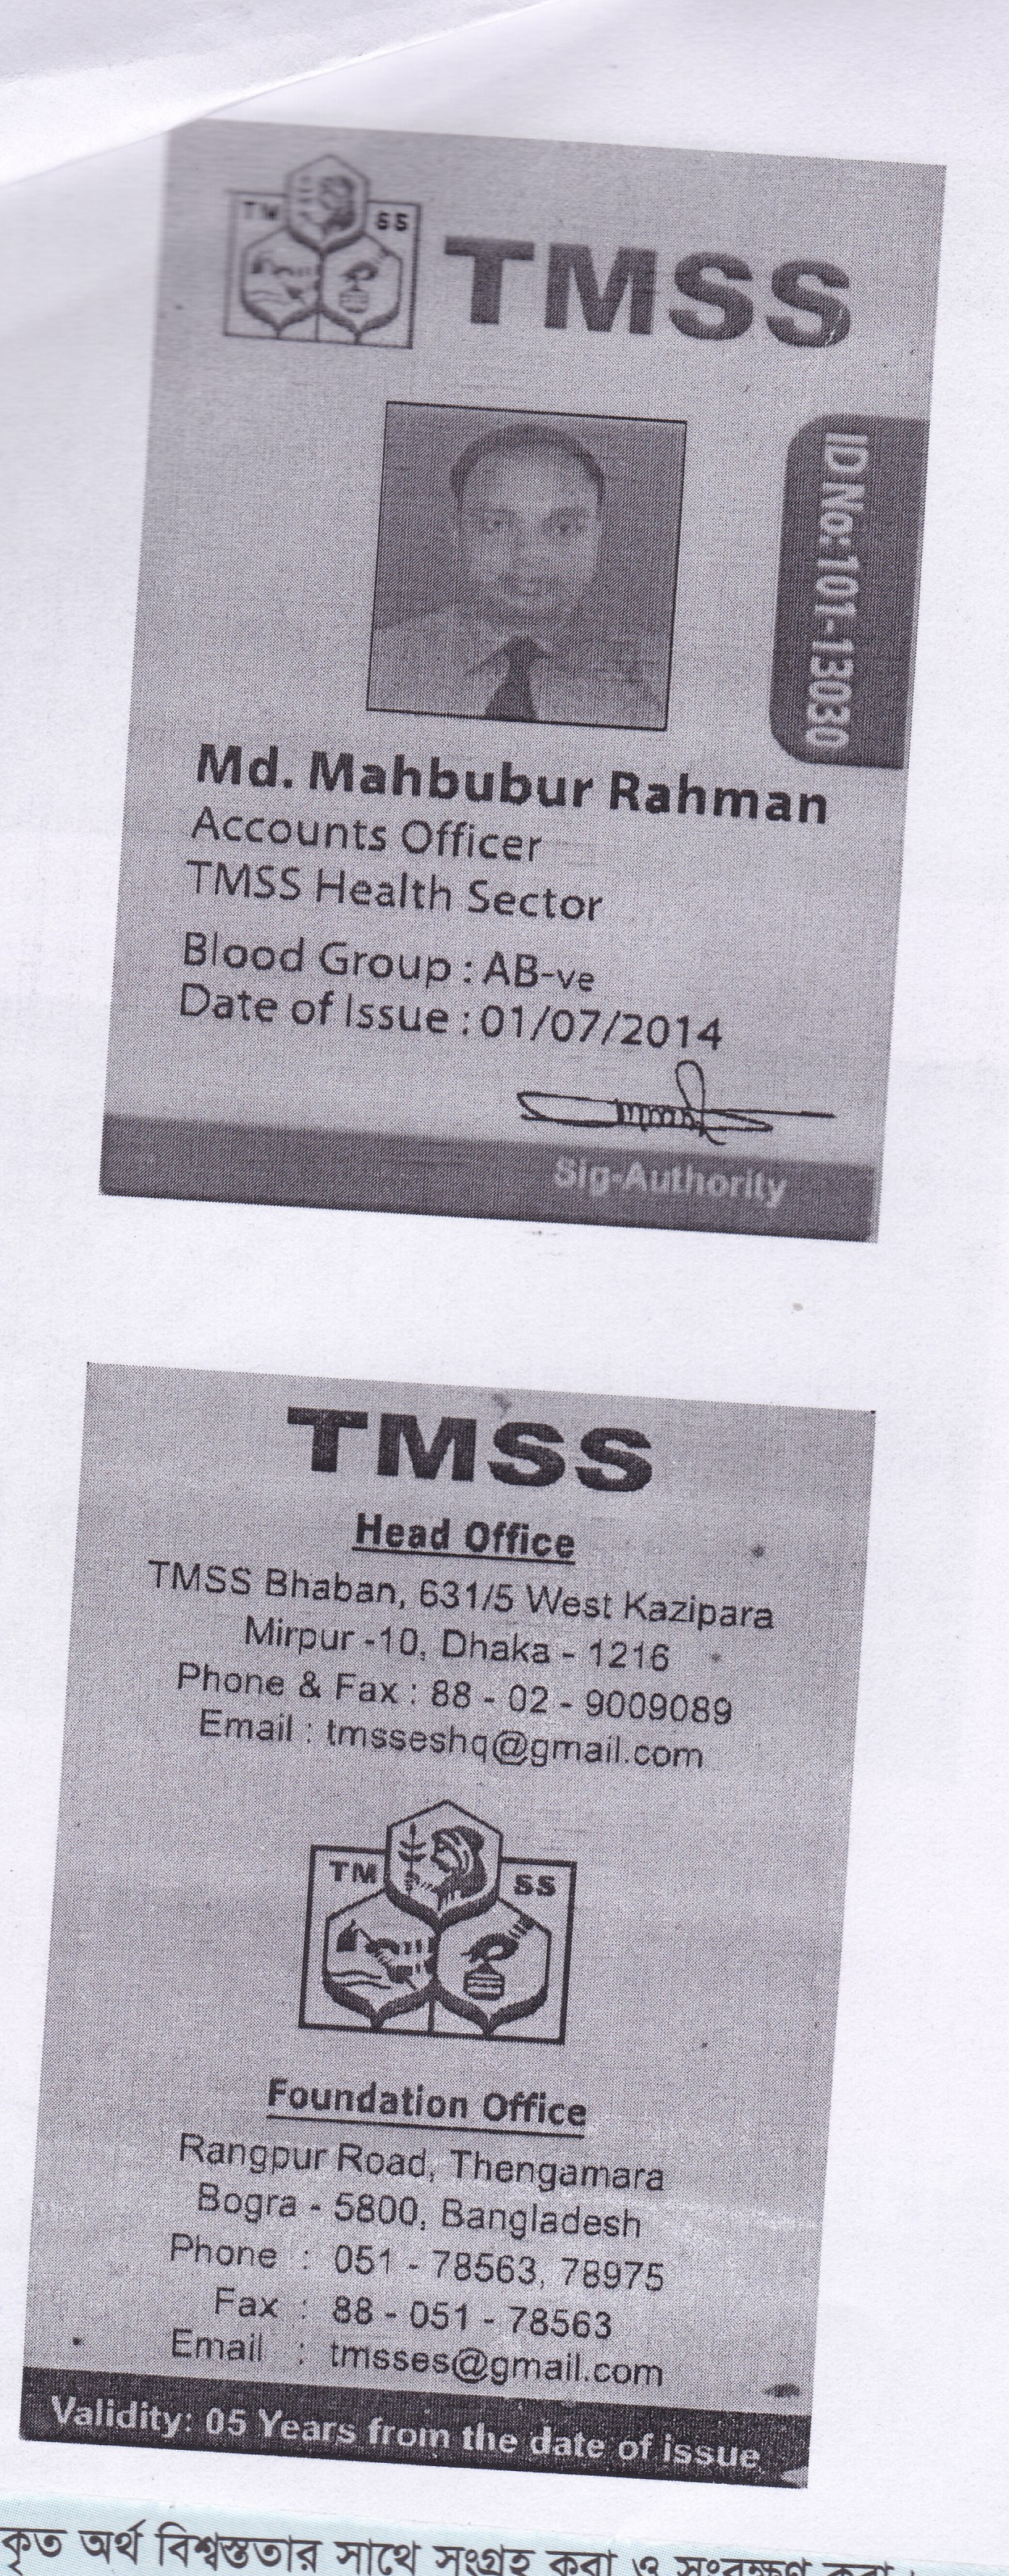 TM SS
TMSS
ID No: 101-13030
Md. Mahbubur Rahman
Accounts Officer
TMSS Health Sector
Blood Group : AB-ve
Date of Issue : 01/07/2014
Sig-Authority
TMSS
Head Office
TMSS Bhaban, 631/5 West Kazipara
Mirpur -10, Dhaka - 1216
Phone & Fax : 88 - 02 - 9009089
Email : tmsseshq@gmail.com
TM SS
Foundation Office
Rangpur Road, Thengamara
Bogra - 5800, Bangladesh
Phone : 051 - 78563, 78975
Fax : 88 - 051 - 78563
Email : tmsses@gmail.com
Validity: 05 Years from the date of issue
কৃত অর্থ বিশ্বস্ততার সাথে সংগ্রহ করা ও সংরক্ষণ করা